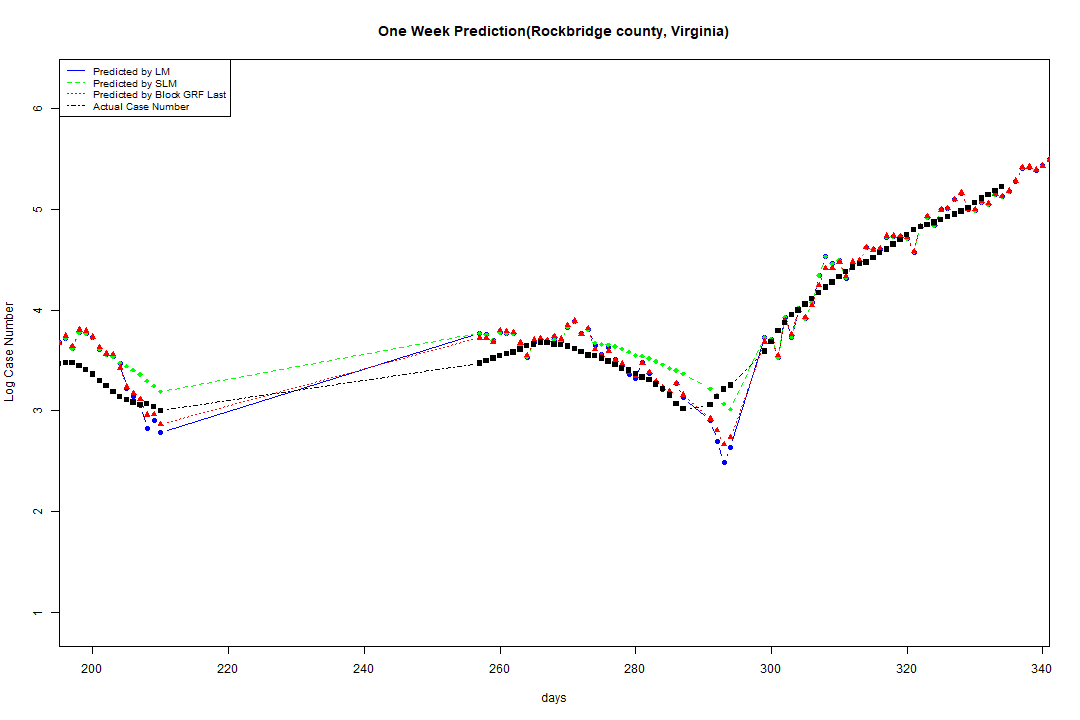 One Week Prediction(Rockbridge county, Virginia)
Predicted by LM
Predicted by SLM
Predicted by Block GRF Last
Actual Case Number
Log Case Number
6
5
4
3
2
1
200 220 240 260 280 300 320 340
days